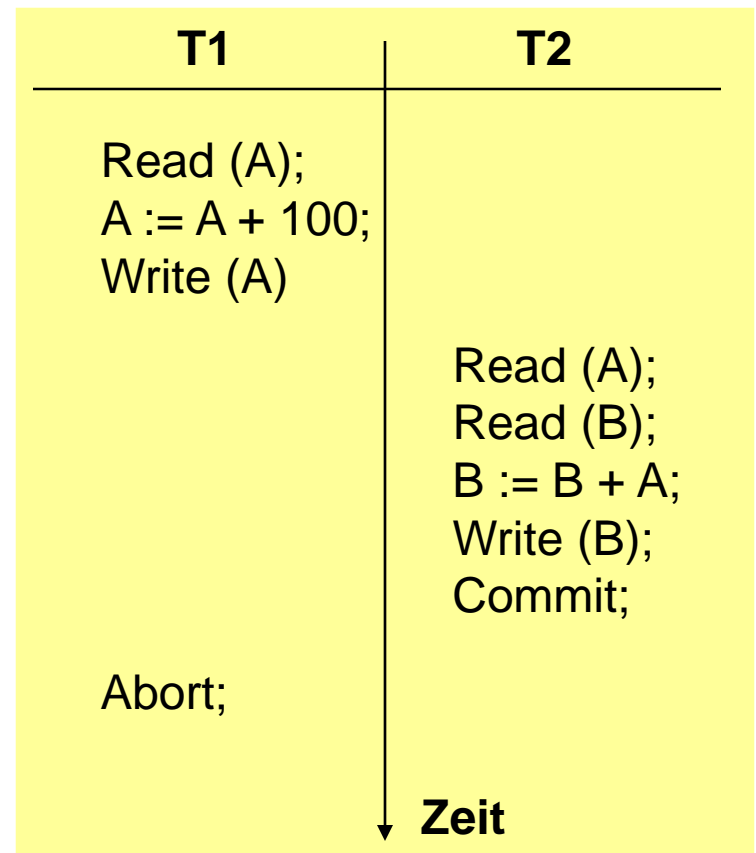 T1 T2
Read (A);
A := A + 100;
Write (A)
Read (A);
Read (B);
B := B + A;
Write (B);
Commit;
Abort;
Zeit